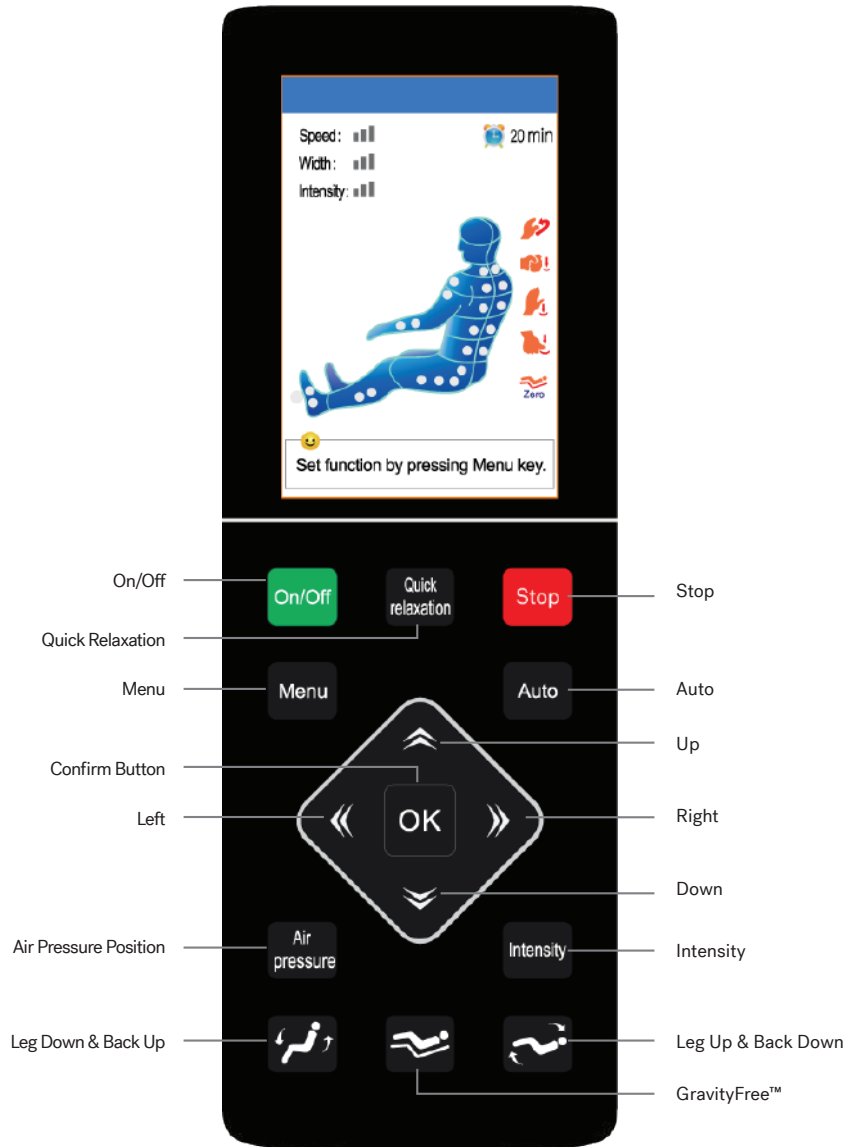 Speed:
20 min
Width:
Intensity:
Zero
Set function by pressing Menu key.
On/Off
On/Off
Quick
relaxation
Stop
Stop
Quick Relaxation
Menu
Menu
Auto
Auto
Up
Confirm Button
Left
OK
Right
Down
Air Pressure Position
Air
pressure
Intensity
Intensity
Leg Down & Back Up
Leg Up & Back Down
GravityFree™